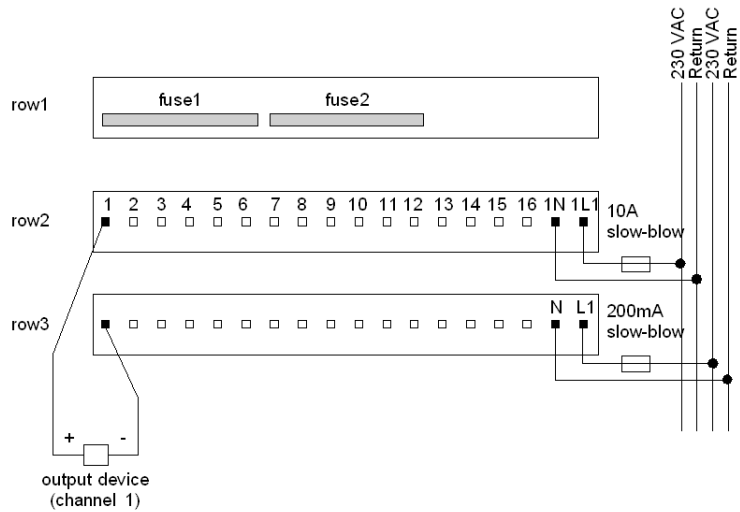 230 VAC
Return
230 VAC
Return
row1
fuse1
fuse2
row2
1 2 3 4 5 6 7 8 9 10 11 12 13 14 15 16 1N 1L1
10A
slow-blow
row3
N L1
200mA
slow-blow
+ -
output device
(channel 1)